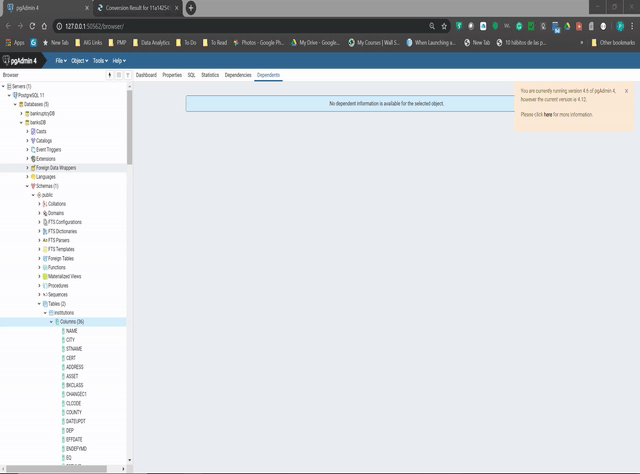 pgAdmin 4
Conversion Result for 11a14254
127.0.0.1:50562/browser/
Apps
New Tab
AIG Links
PMP
Data Analytics
To Do
To Read
Photos - Google Ph...
My Drive - Google...
My Courses | Wall S...
When Launching a...
New Tab
10 hábitos de las p...
»
Other bookmarks
pgAdmin 4
File
Object
Tools
Help
Browser
Dashboard
Properties
SQL
Statistics
Dependencies
Dependents
Servers (1)
PostgreSQL 11
Databases (5)
bankruptcyDB
banksDB
Casts
Catalogs
Event Triggers
Extensions
Foreign Data Wrappers
Languages
Schemas (1)
public
Collations
Domains
FTS Configurations
FTS Dictionaries
FTS Parsers
FTS Templates
Foreign Tables
Functions
Materialized Views
Procedures
Sequences
Tables (2)
institutions
Columns (36)
NAME
CITY
STNAME
CERT
ADDRESS
ASSET
BKCLASS
CHANGEC1
CLCODE
COUNTY
DATEUPDT
DEP
EFFDATE
ENDEFYMD
EQ
No dependent information is available for the selected object.
You are currently running version 4.6 of pgAdmin 4,
however the current version is 4.12.
Please click here for more information.
X